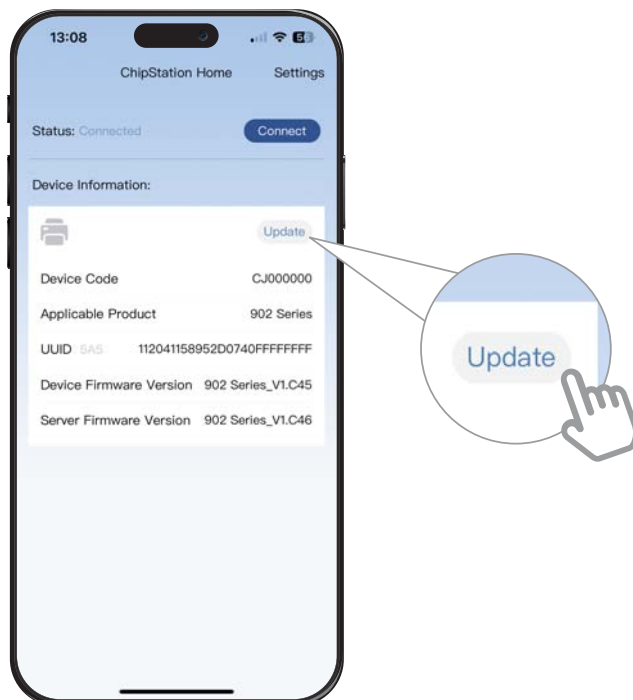 13:08
ChipStation Home Settings
Status: Connected Connect
Device Information:
Update
Device Code CJ000000
Applicable Product 902 Series
UUID 5A5 112041158952D0740FFFFFFFF
Device Firmware Version 902 Series_V1.C45
Server Firmware Version 902 Series_V1.C46
Update